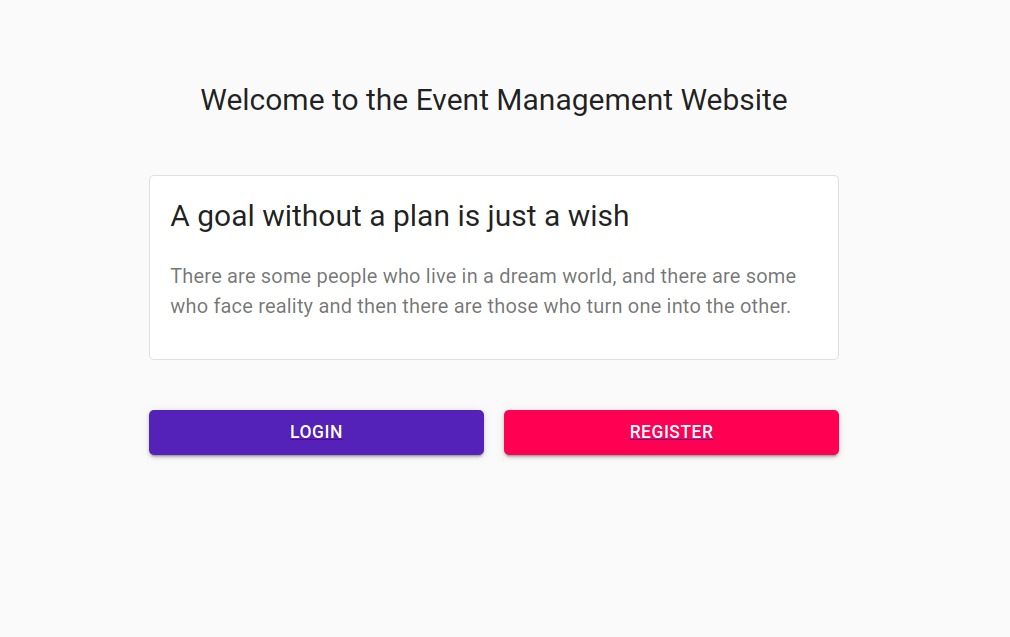 Welcome to the Event Management Website
A goal without a plan is just a wish
There are some people who live in a dream world, and there are some
who face reality and then there are those who turn one into the other.
LOGIN
REGISTER